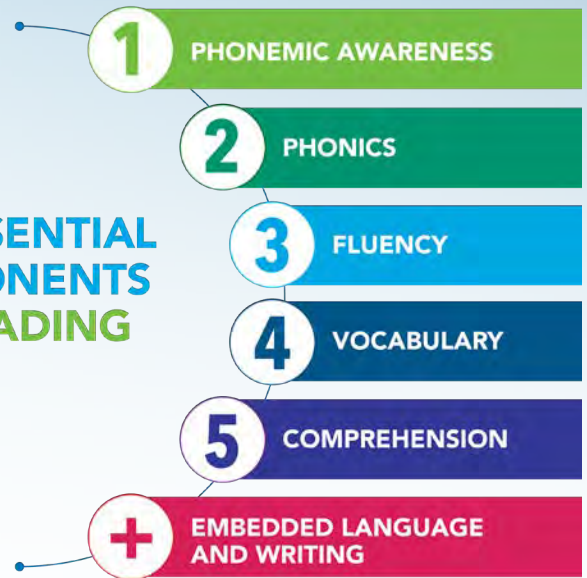 1 PHONEMIC AWARENESS
2 PHONICS
SENTIAL
ONENTS
ADING
3 FLUENCY
4 VOCABULARY
5 COMPREHENSION
+ EMBEDDED LANGUAGE
AND WRITING